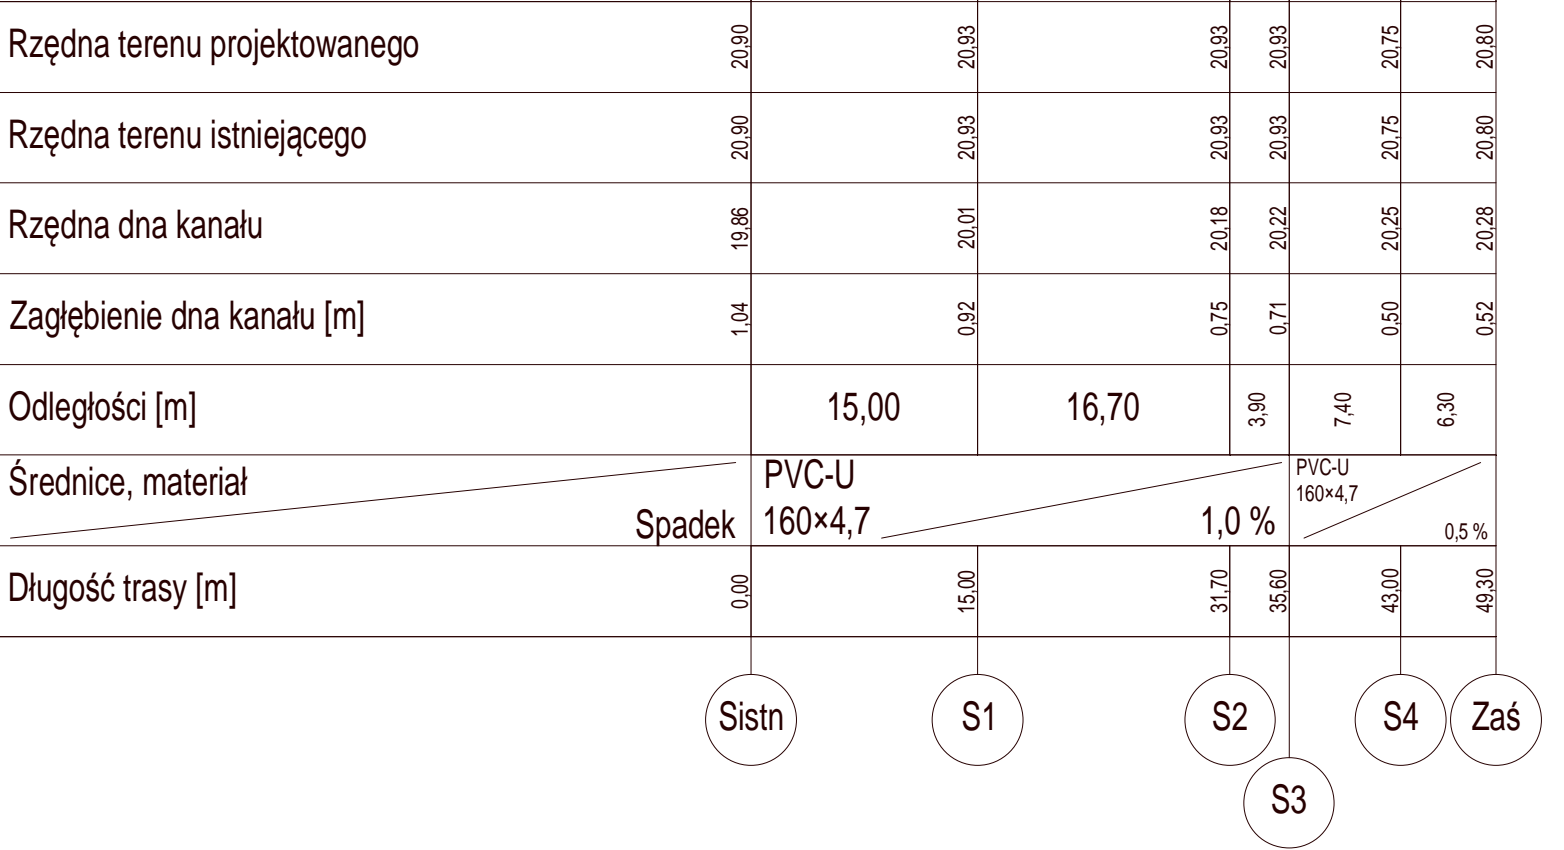 Rzędna terenu projektowanego 20,90 20,93 20,93 20,93 20,75 20,80
Rzędna terenu istniejącego 20,90 20,93 20,93 20,93 20,75 20,80
Rzędna dna kanału 19,86 20,01 20,18 20,22 20,25 20,28
Zagłębienie dna kanału [m] 1,04 0,92 0,75 0,71 0,50 0,52
Odległości [m] 15,00 16,70 3,90 7,40 6,30
Średnice, materiał PVC-U PVC-U
160×4,7
Spadek 160×4,7 1,0 % 0,5 %
Długość trasy [m] 0,00 15,00 31,70 35,60 43,00 49,30
Sistn S1 S2 S4 Zaś
S3